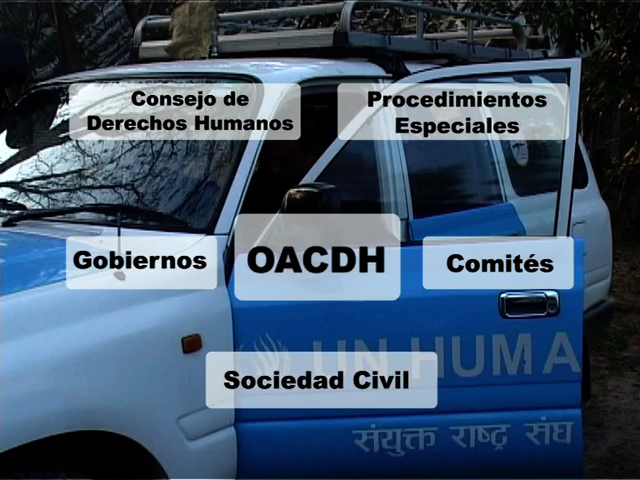 Consejo de
Derechos Humanos
Procedimientos
Especiales
Gobiernos
OACDH
Comités
Sociedad Civil
UN HUMA
संयुक्त राष्ट्र संघ